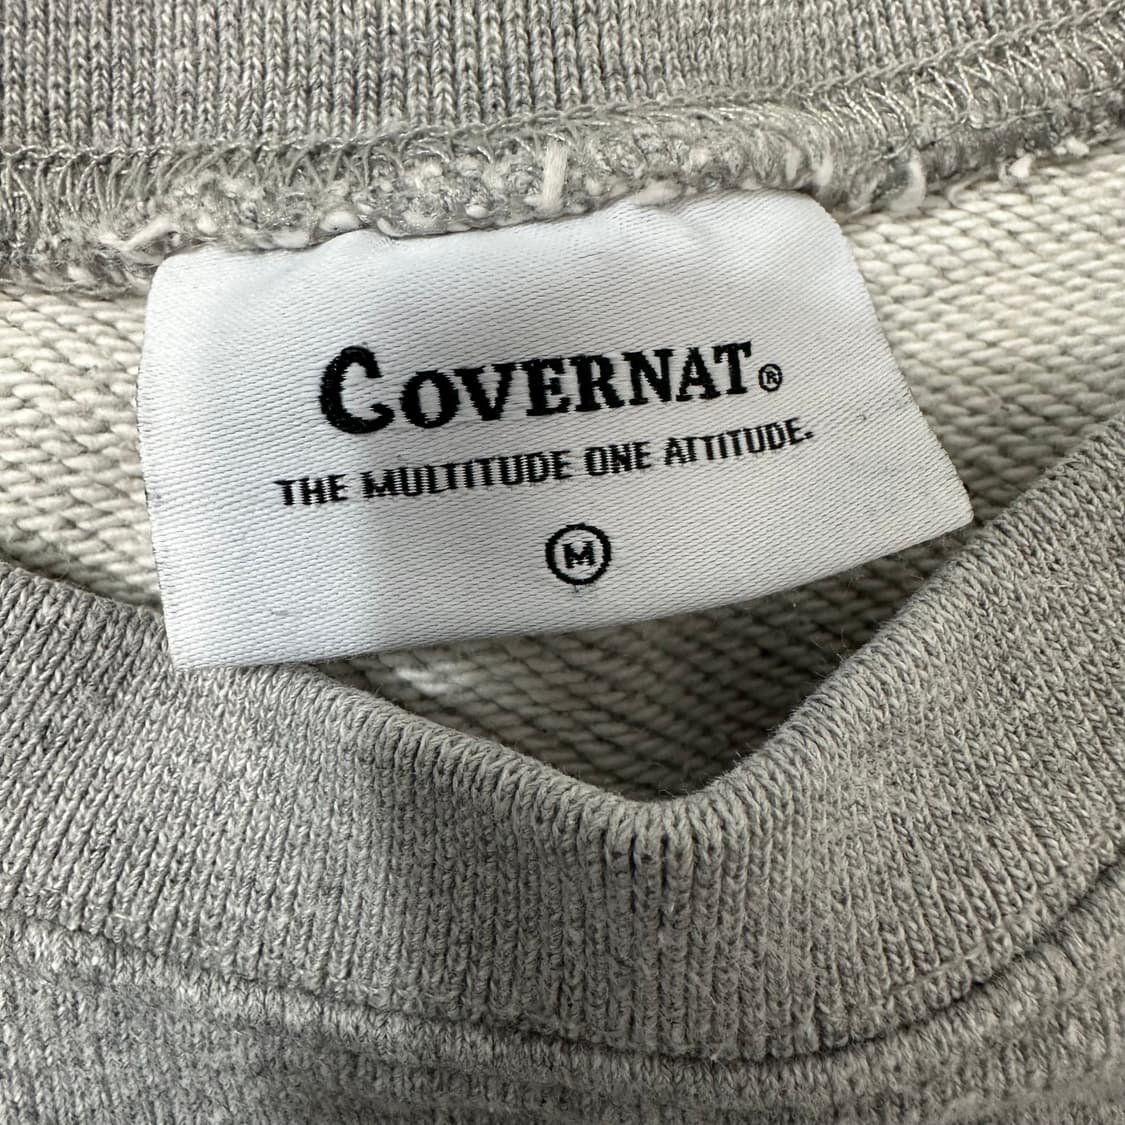 COVERNAT®
THE MULTITUDE ONE ATTITUDE.
M